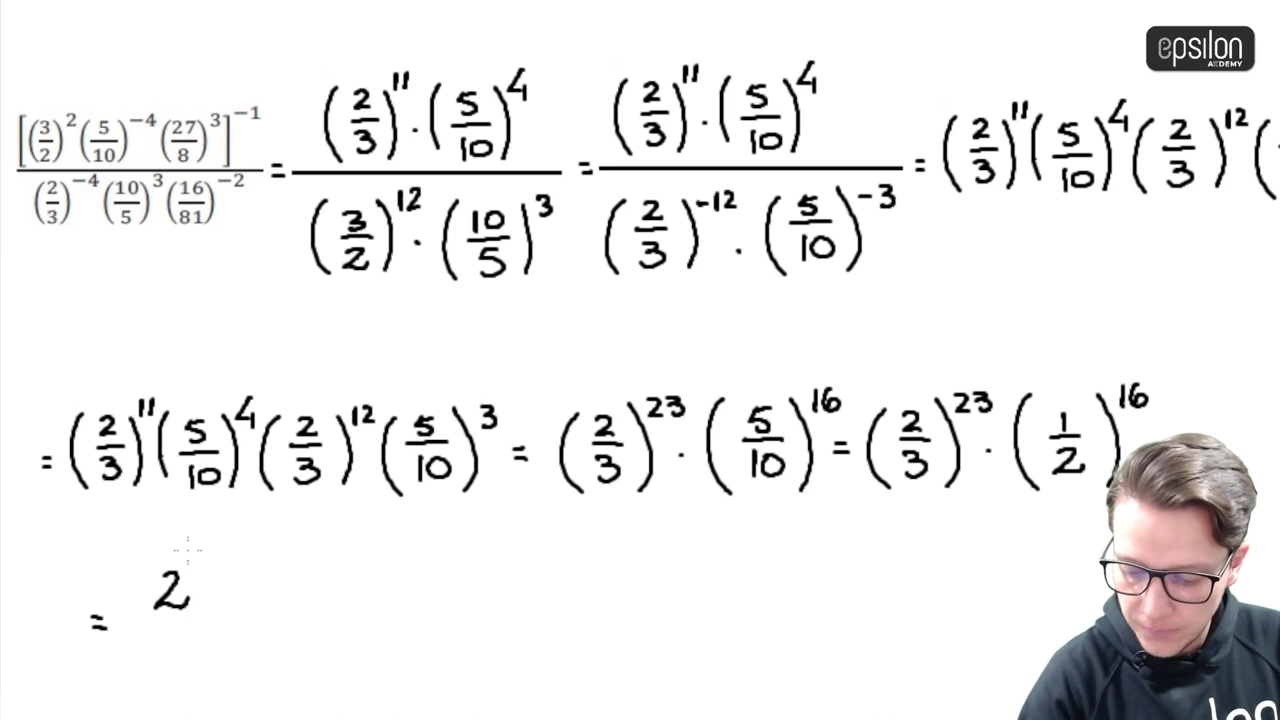 epsilon
ACADEMY
[(3/2)^2 (5/10)^-4 (27/8)^3]^-1 / (2/3)^-4 (10/5)^3 (16/81)^-2 = (2/3)^11 · (5/10)^4 / (3/2)^12 · (10/5)^3 = (2/3)^11 · (5/10)^4 / (2/3)^-12 · (5/10)^-3 = (2/3)^11 (5/10)^4 (2/3)^12 (
= (2/3)^11 (5/10)^4 (2/3)^12 (5/10)^3 = (2/3)^23 · (5/10)^16 = (2/3)^23 · (1/2)^16
= 2